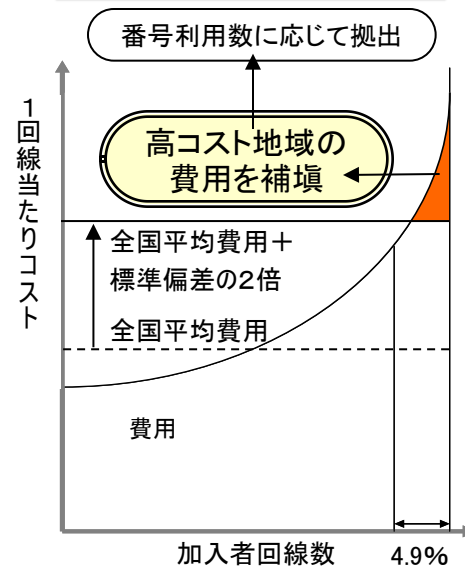 番号利用数に応じて拠出
高コスト地域の
費用を補塡
1回線当たりコスト
全国平均費用＋
標準偏差の2倍
全国平均費用
費用
加入者回線数
4.9%